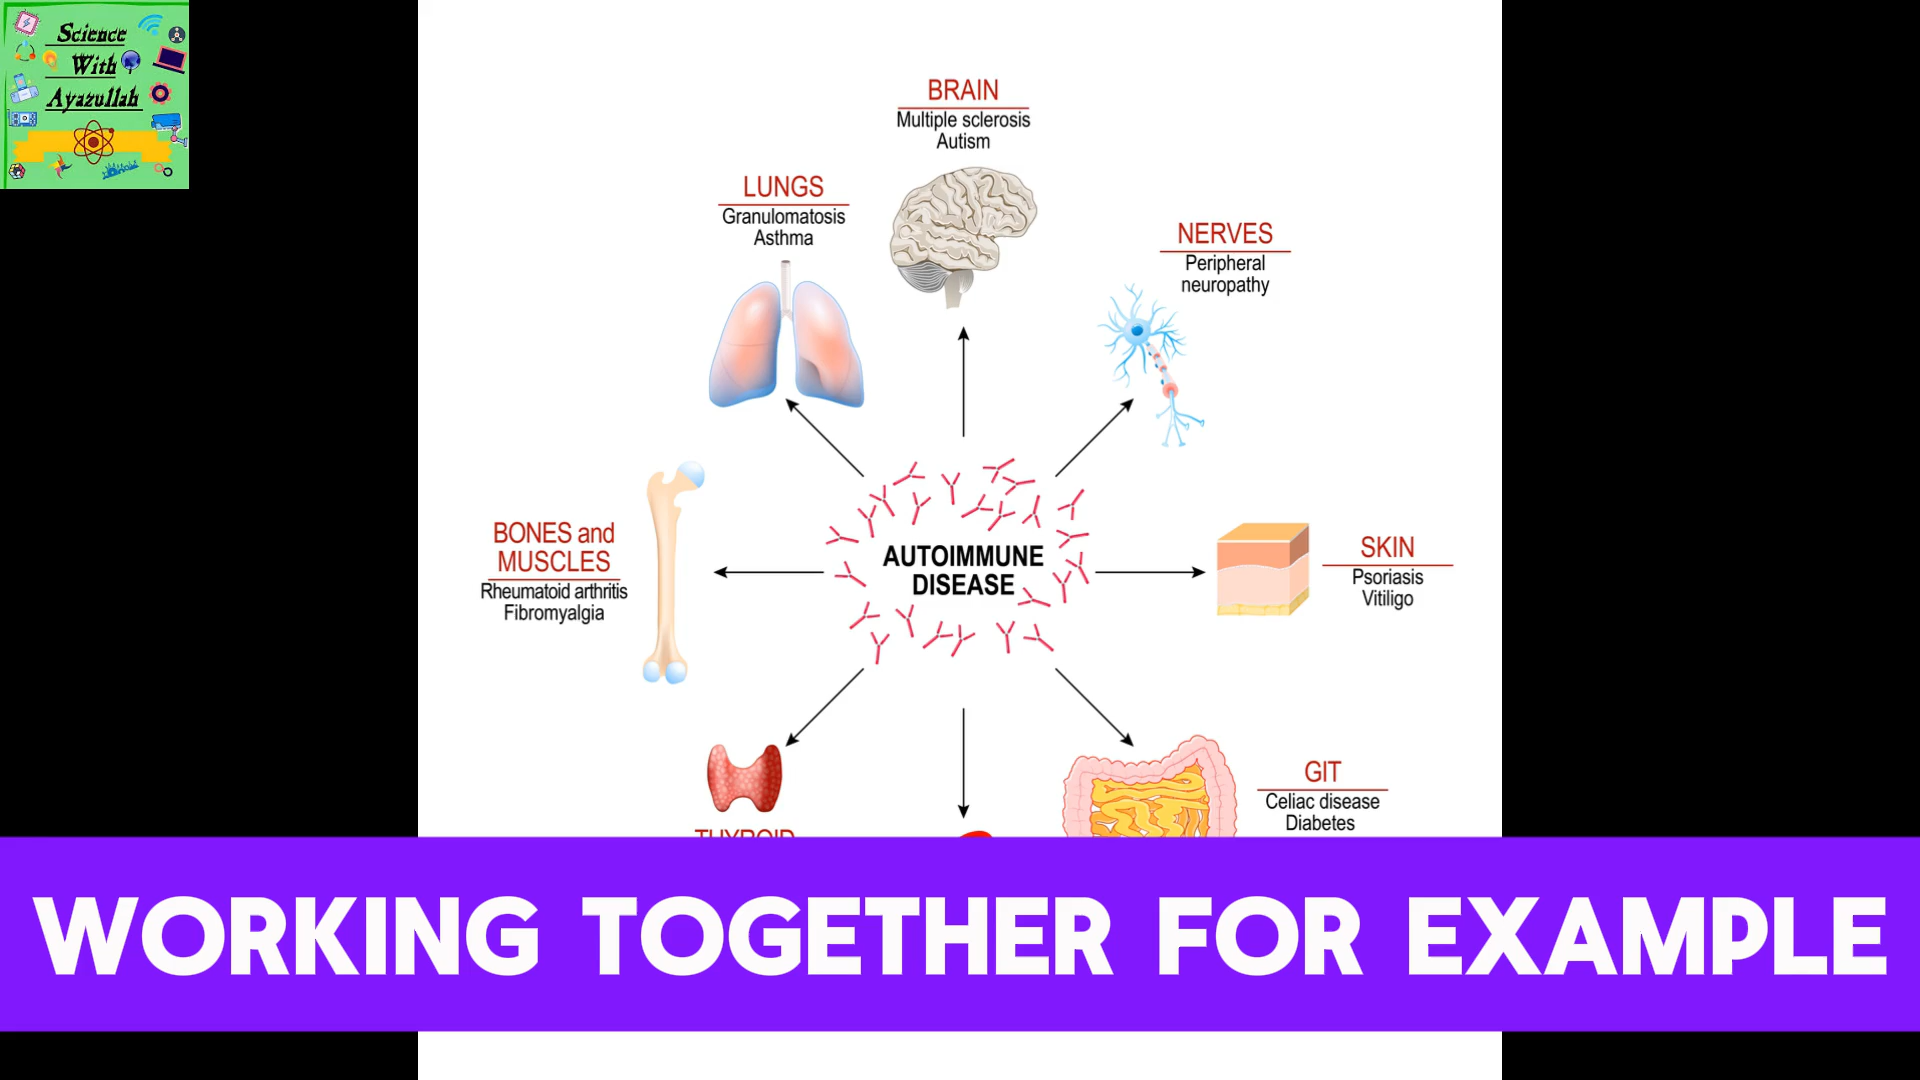 Science
With
Ayazullah
BRAIN
Multiple sclerosis
Autism
LUNGS
Granulomatosis
Asthma
NERVES
Peripheral
neuropathy
BONES and
MUSCLES
Rheumatoid arthritis
Fibromyalgia
AUTOIMMUNE
DISEASE
SKIN
Psoriasis
Vitiligo
GIT
Celiac disease
Diabetes
THYROID
WORKING TOGETHER FOR EXAMPLE